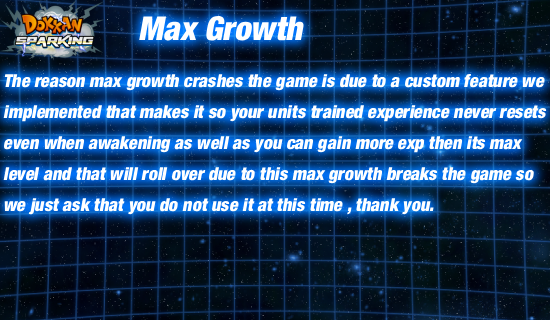 DOKKAN
SPARKING
Max Growth
The reason max growth crashes the game is due to a custom feature we
implemented that makes it so your units trained experience never resets
even when awakening as well as you can gain more exp then its max
level and that will roll over due to this max growth breaks the game so
we just ask that you do not use it at this time , thank you.